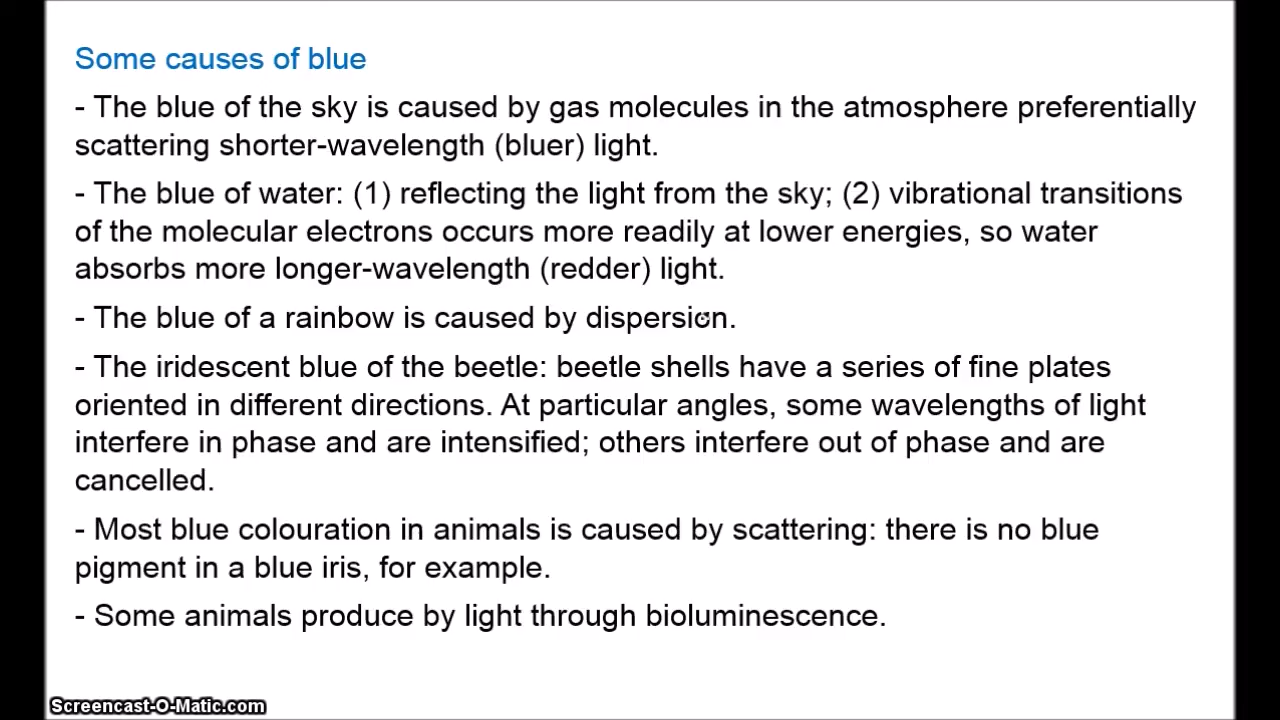 Some causes of blue
- The blue of the sky is caused by gas molecules in the atmosphere preferentially
scattering shorter-wavelength (bluer) light.
- The blue of water: (1) reflecting the light from the sky; (2) vibrational transitions
of the molecular electrons occurs more readily at lower energies, so water
absorbs more longer-wavelength (redder) light.
- The blue of a rainbow is caused by dispersion.
- The iridescent blue of the beetle: beetle shells have a series of fine plates
oriented in different directions. At particular angles, some wavelengths of light
interfere in phase and are intensified; others interfere out of phase and are
cancelled.
- Most blue colouration in animals is caused by scattering: there is no blue
pigment in a blue iris, for example.
- Some animals produce by light through bioluminescence.
Screencast-O-Matic.com